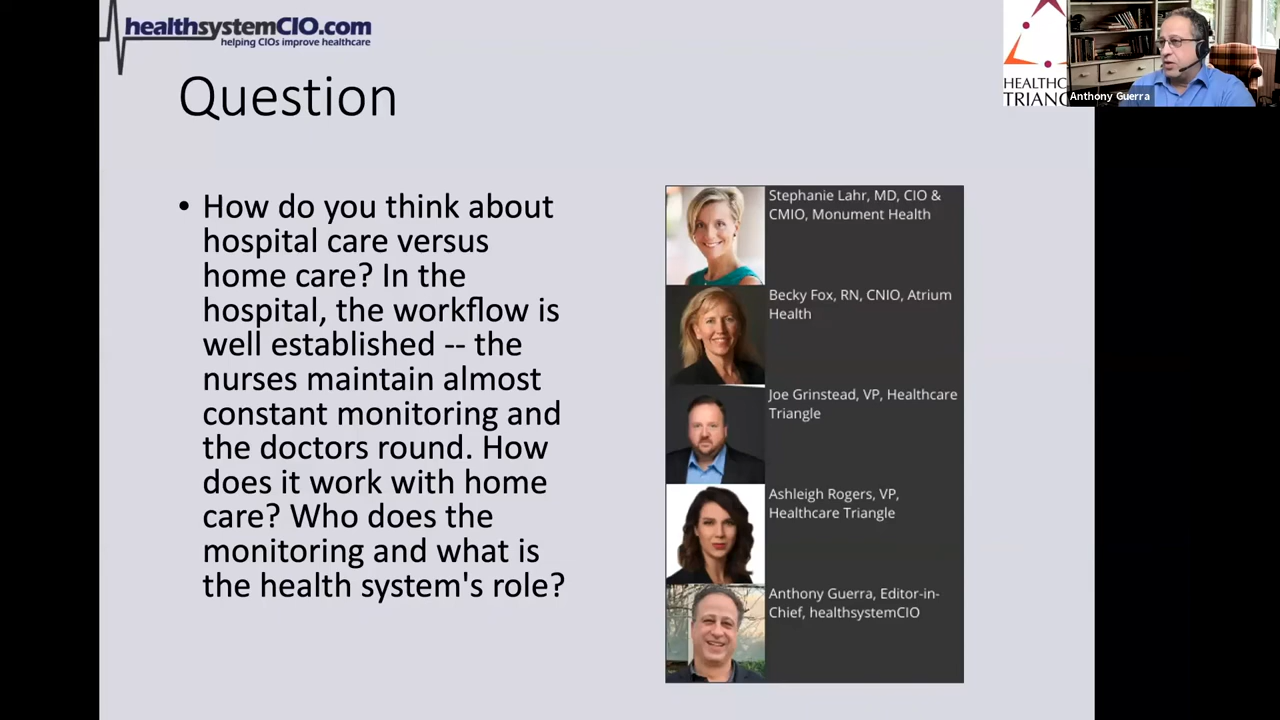 healthsystemCIO.com
helping CIOs improve healthcare
Question
• How do you think about
hospital care versus
home care? In the
hospital, the workflow is
well established -- the
nurses maintain almost
constant monitoring and
the doctors round. How
does it work with home
care? Who does the
monitoring and what is
the health system's role?
Stephanie Lahr, MD, CIO &
CMIO, Monument Health
Becky Fox, RN, CNIO, Atrium
Health
Joe Grinstead, VP, Healthcare
Triangle
Ashleigh Rogers, VP,
Healthcare Triangle
Anthony Guerra, Editor-in-
Chief, healthsystemCIO
HEALTHC
TRIANG
Anthony Guerra